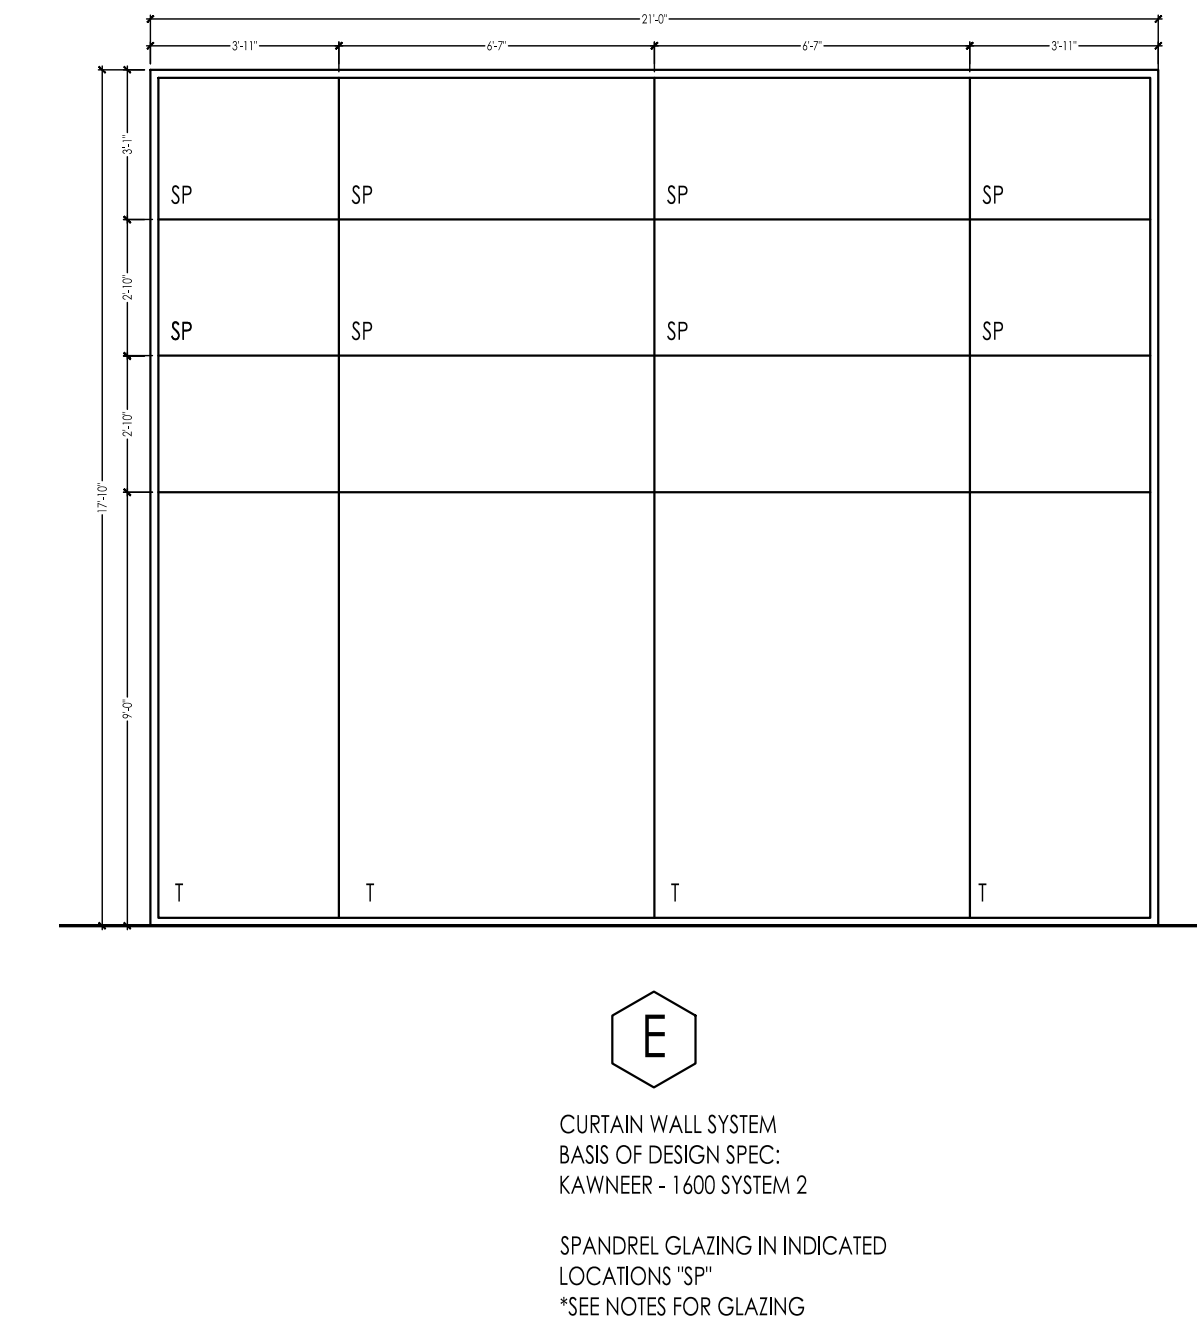 21'-0"
3'-11" 6'-7" 6'-7" 3'-11"
3'-1"
SP SP SP SP
2'-10"
SP SP SP SP
2'-10"
17'-10"
9'-0"
T T T T
E
CURTAIN WALL SYSTEM
BASIS OF DESIGN SPEC:
KAWNEER - 1600 SYSTEM 2
SPANDREL GLAZING IN INDICATED
LOCATIONS "SP"
*SEE NOTES FOR GLAZING